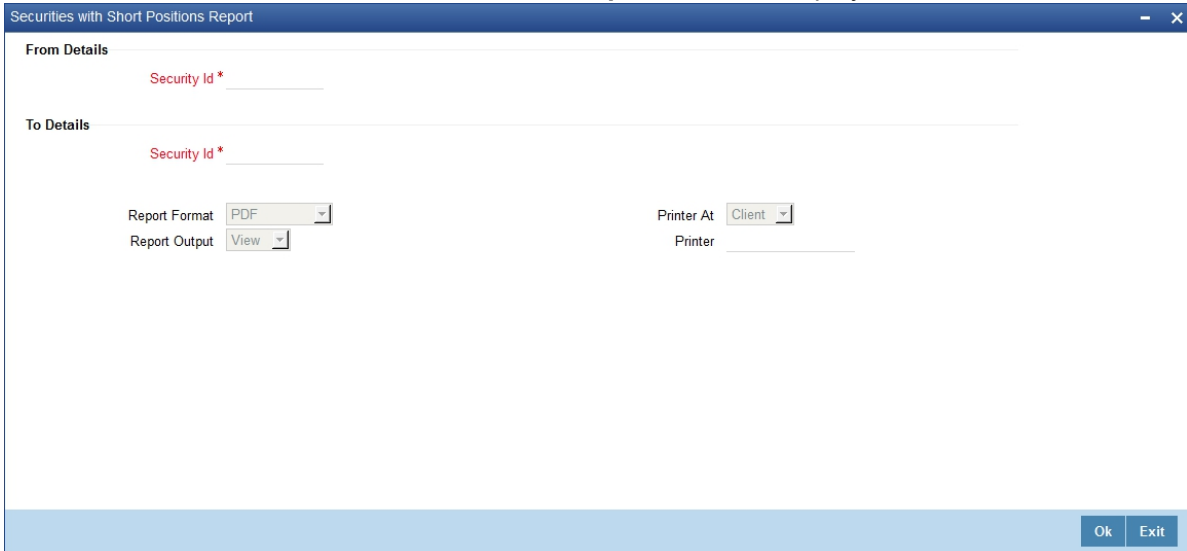 Securities with Short Positions Report
From Details
Security Id *
To Details
Security Id *
Report Format PDF Printer At Client
Report Output View Printer
Ok Exit